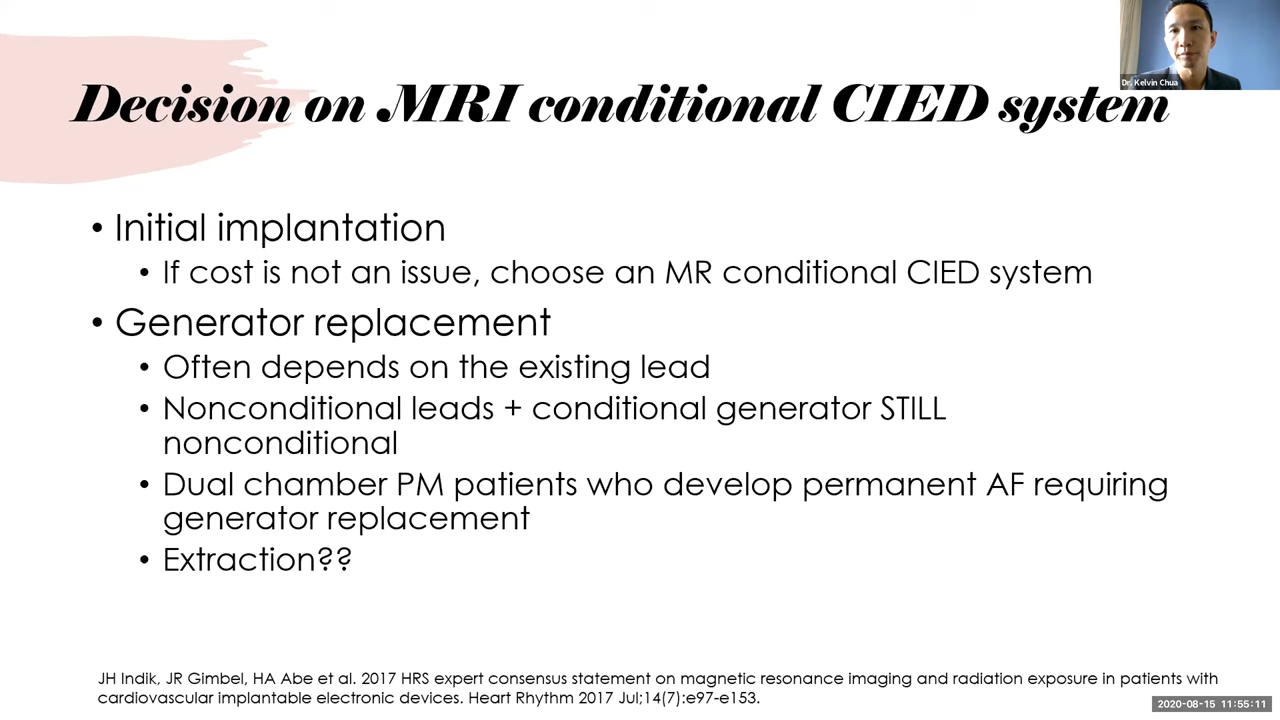 Dr. Kelvin Chua
Decision on MRI conditional CIED system
• Initial implantation
• If cost is not an issue, choose an MR conditional CIED system
• Generator replacement
• Often depends on the existing lead
• Nonconditional leads + conditional generator STILL
nonconditional
• Dual chamber PM patients who develop permanent AF requiring
generator replacement
• Extraction??
JH Indik, JR Gimbel, HA Abe et al. 2017 HRS expert consensus statement on magnetic resonance imaging and radiation exposure in patients with
cardiovascular implantable electronic devices. Heart Rhythm 2017 Jul;14(7):e97-e153.
2020-08-15 11:55:11